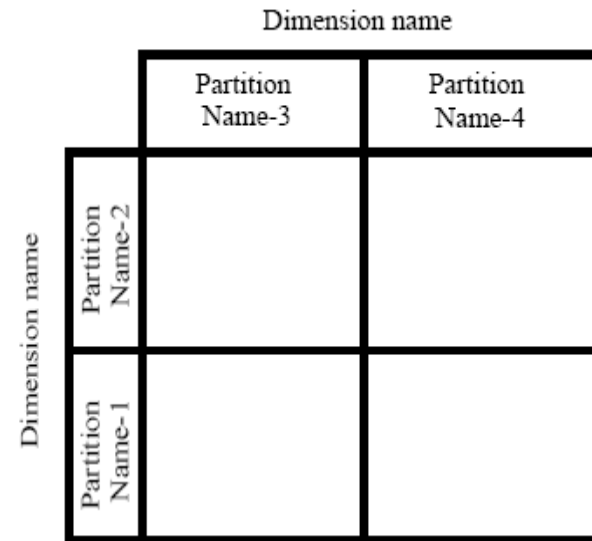 Dimension name
Partition
Name-3
Partition
Name-4
Dimension name
Partition
Name-2
Partition
Name-1